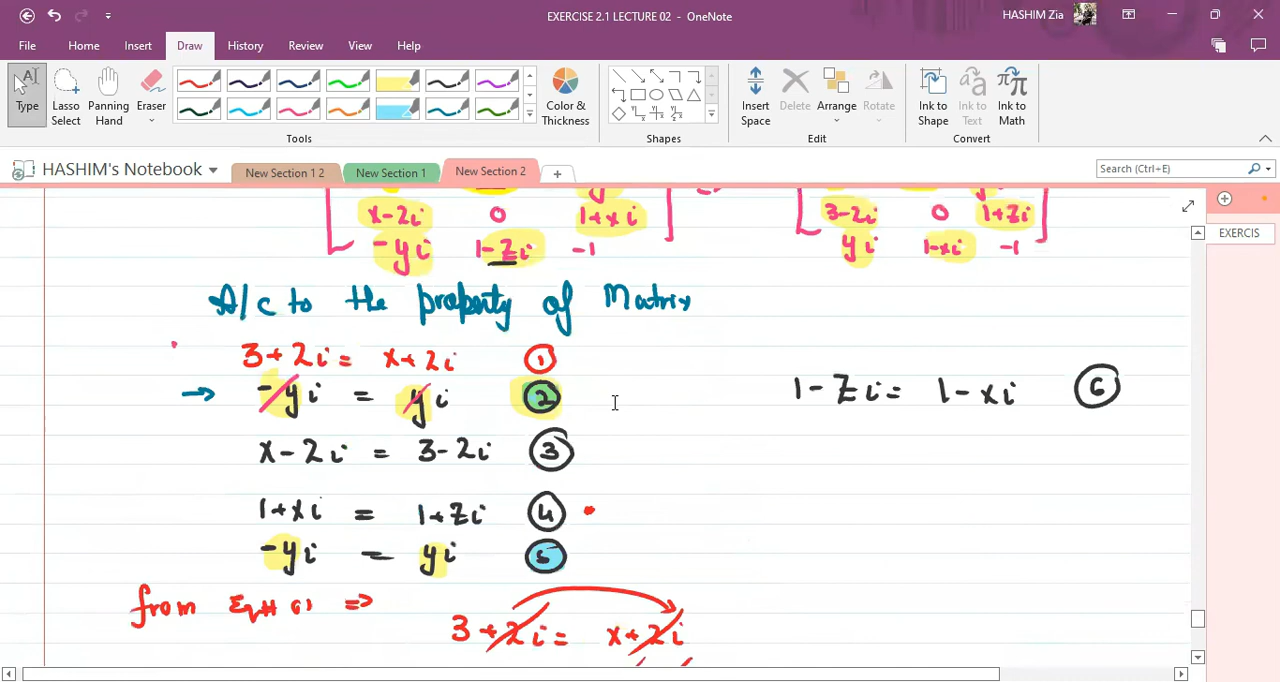 EXERCISE 2.1 LECTURE 02 - OneNote
HASHIM Zia
File Home Insert Draw History Review View Help
Type
Lasso Select
Panning Hand
Eraser
Color & Thickness
Insert Space
Delete
Arrange
Rotate
Ink to Shape
Ink to Text
Ink to Math
Tools
Shapes
Edit
Convert
HASHIM's Notebook
New Section 1 2
New Section 1
New Section 2
Search (Ctrl+E)
EXERCIS
x-2i 0 1+xi
3-2i 0 1+zi
-yi 1-zi -1
yi 1-xi -1
A/c to the property of Matrix
3+2i = x+2i ①
-yi = yi ②
1-zi = 1-xi ⑥
x-2i = 3-2i ③
1+xi = 1+zi ④
-yi = yi ⑤
from Eq# (1) ⇒
3+2i = x+2i